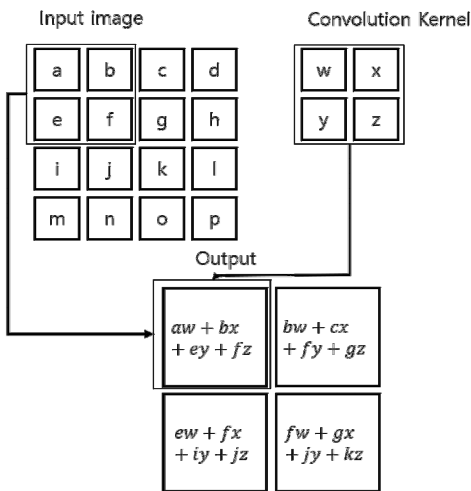 Input image
Convolution Kernel
a b c d
w x
e f g h
y z
i j k l
m n o p
Output
aw + bx
+ ey + fz
bw + cx
+ fy + gz
ew + fx
+ iy + jz
fw + gx
+ jy + kz